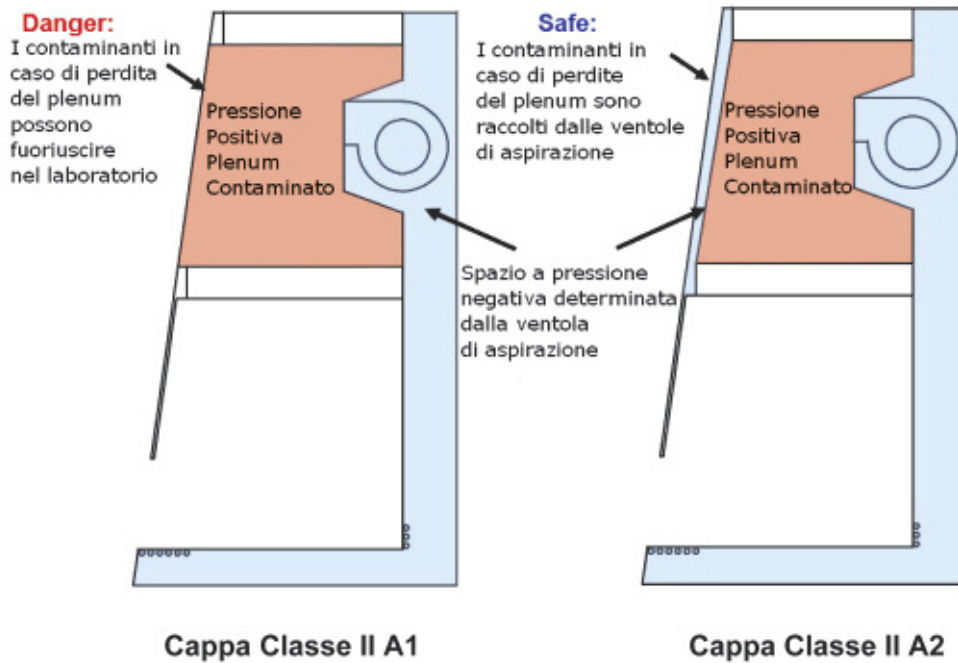 Danger:
I contaminanti in
caso di perdita
del plenum
possono
fuoriuscire
nel laboratorio
Pressione
Positiva
Plenum
Contaminato
Safe:
I contaminanti in
caso di perdite
del plenum sono
raccolti dalle ventole
di aspirazione
Pressione
Positiva
Plenum
Contaminato
Spazio a pressione
negativa determinata
dalla ventola
di aspirazione
Cappa Classe II A1
Cappa Classe II A2